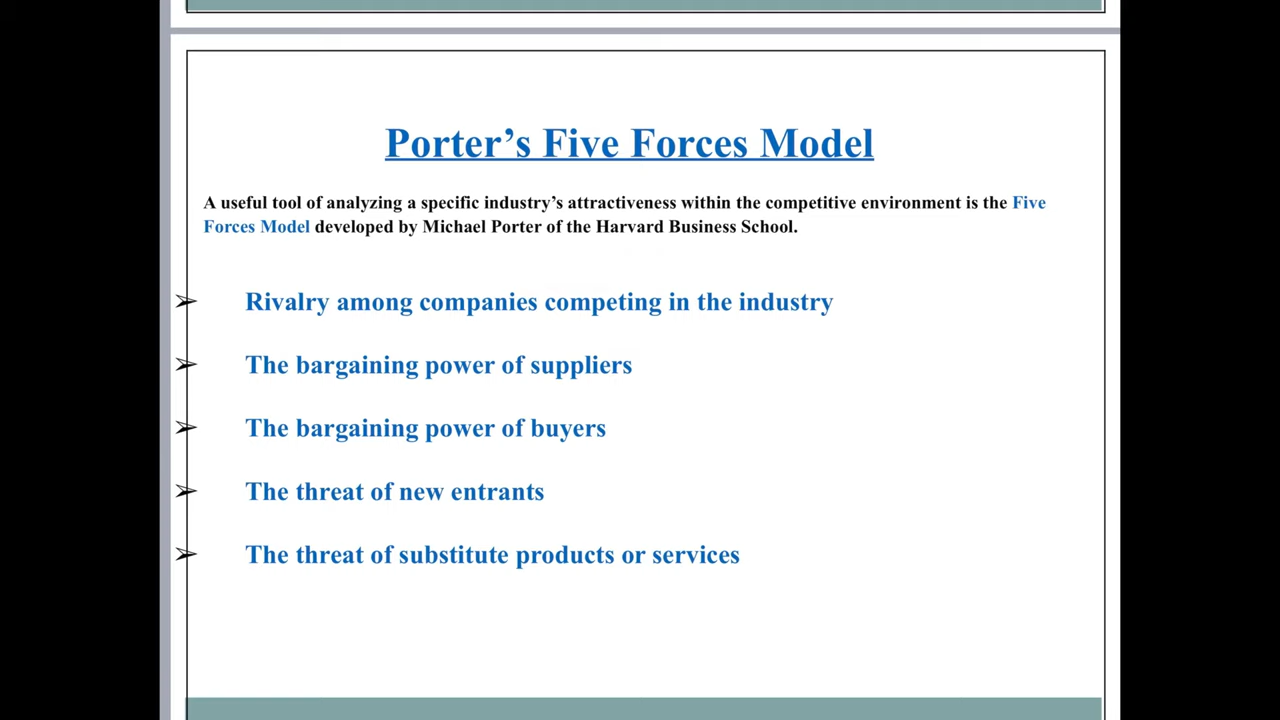 Porter’s Five Forces Model
A useful tool of analyzing a specific industry’s attractiveness within the competitive environment is the Five
Forces Model developed by Michael Porter of the Harvard Business School.
➢ Rivalry among companies competing in the industry
➢ The bargaining power of suppliers
➢ The bargaining power of buyers
➢ The threat of new entrants
➢ The threat of substitute products or services